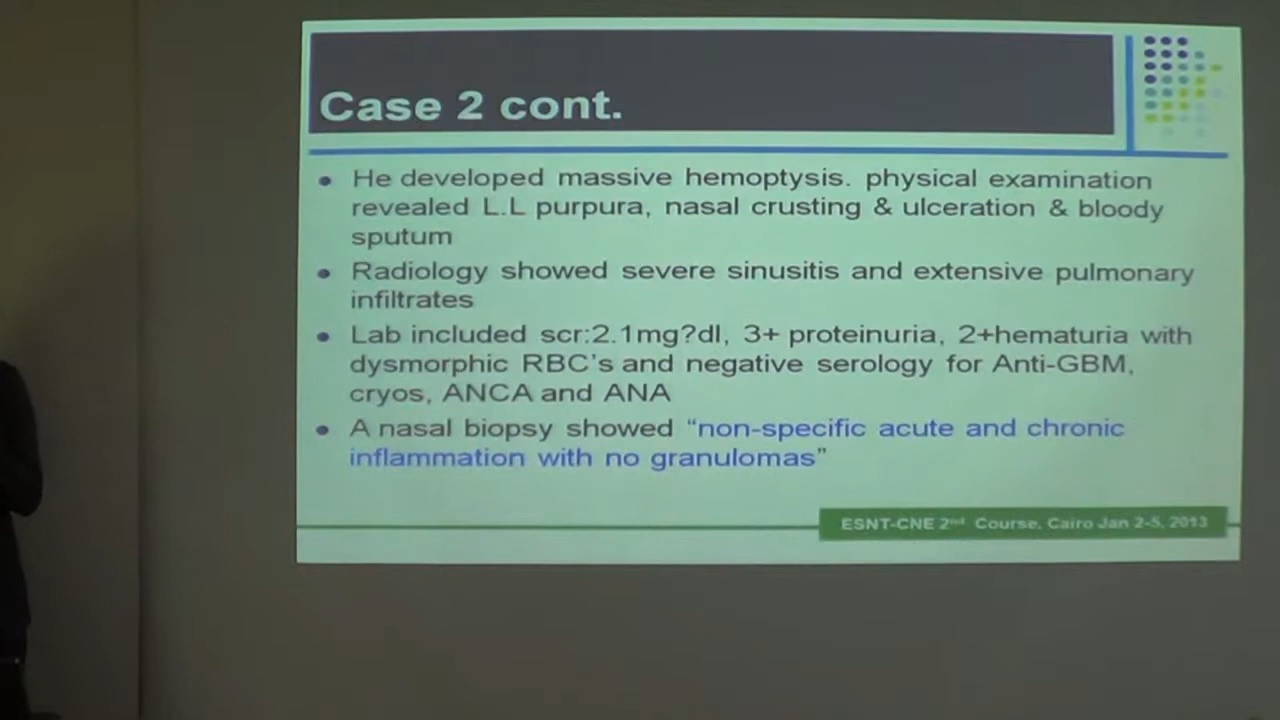 Case 2 cont.
He developed massive hemoptysis. physical examination
revealed L.L purpura, nasal crusting & ulceration & bloody
sputum
Radiology showed severe sinusitis and extensive pulmonary
infiltrates
Lab included scr:2.1mg?dl, 3+ proteinuria, 2+hematuria with
dysmorphic RBC's and negative serology for Anti-GBM,
cryos, ANCA and ANA
A nasal biopsy showed “non-specific acute and chronic
inflammation with no granulomas”
ESNT-CNE 2nd Course, Cairo Jan 2-5, 2013